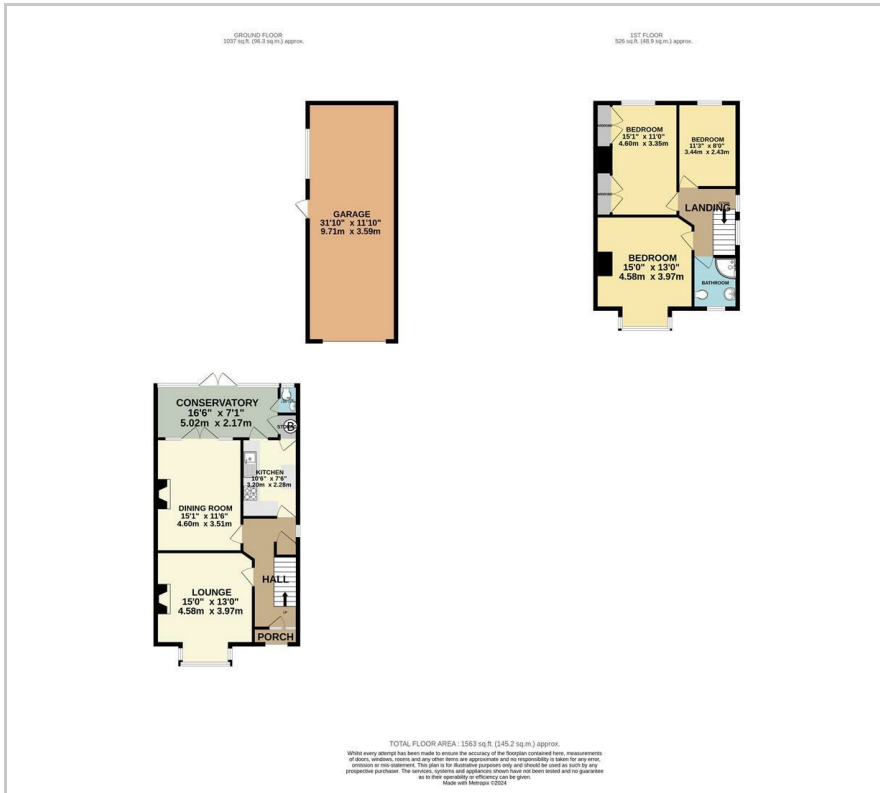 GROUND FLOOR
1037 sq.ft. (96.3 sq.m.) approx.
1ST FLOOR
526 sq.ft. (48.9 sq.m.) approx.
GARAGE
31'10" x 11'10"
9.71m x 3.59m
BEDROOM
15'1" x 11'0"
4.60m x 3.35m
BEDROOM
11'3" x 8'0"
3.44m x 2.43m
LANDING
DOWN
BEDROOM
15'0" x 13'0"
4.58m x 3.97m
BATHROOM
CONSERVATORY
16'6" x 7'1"
5.02m x 2.17m
B
KITCHEN
10'6" x 7'6"
3.20m x 2.28m
DINING ROOM
15'1" x 11'6"
4.60m x 3.51m
HALL
LOUNGE
15'0" x 13'0"
4.58m x 3.97m
UP
PORCH
TOTAL FLOOR AREA : 1563 sq.ft. (145.2 sq.m.) approx.
Whilst every attempt has been made to ensure the accuracy of the floorplan contained here, measurements
of doors, windows, rooms and any other items are approximate and no responsibility is taken for any error,
omission or mis-statement. This plan is for illustrative purposes only and should be used as such by any
prospective purchaser. The services, systems and appliances shown have not been tested and no guarantee
as to their operability or efficiency can be given.
Made with Metropix ©2024